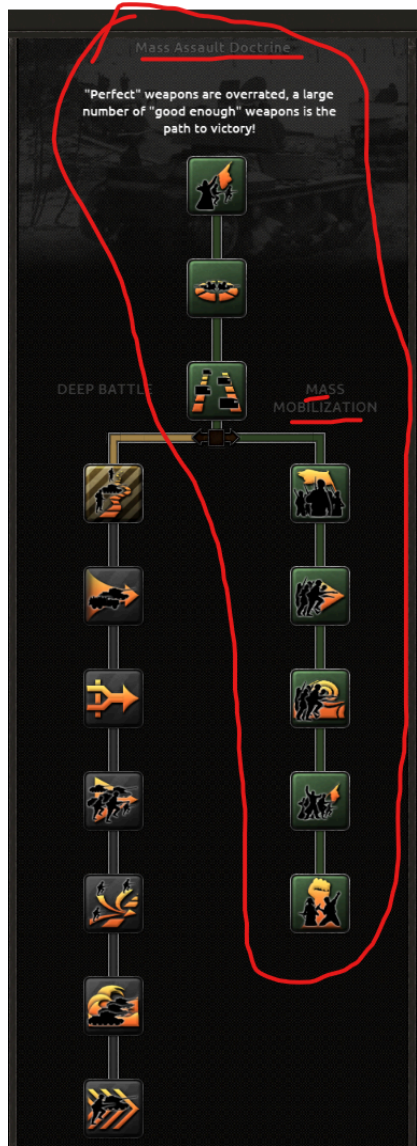 Mass Assault Doctrine
"Perfect" weapons are overrated, a large
number of "good enough" weapons is the
path to victory!
DEEP BATTLE
MASS
MOBILIZATION